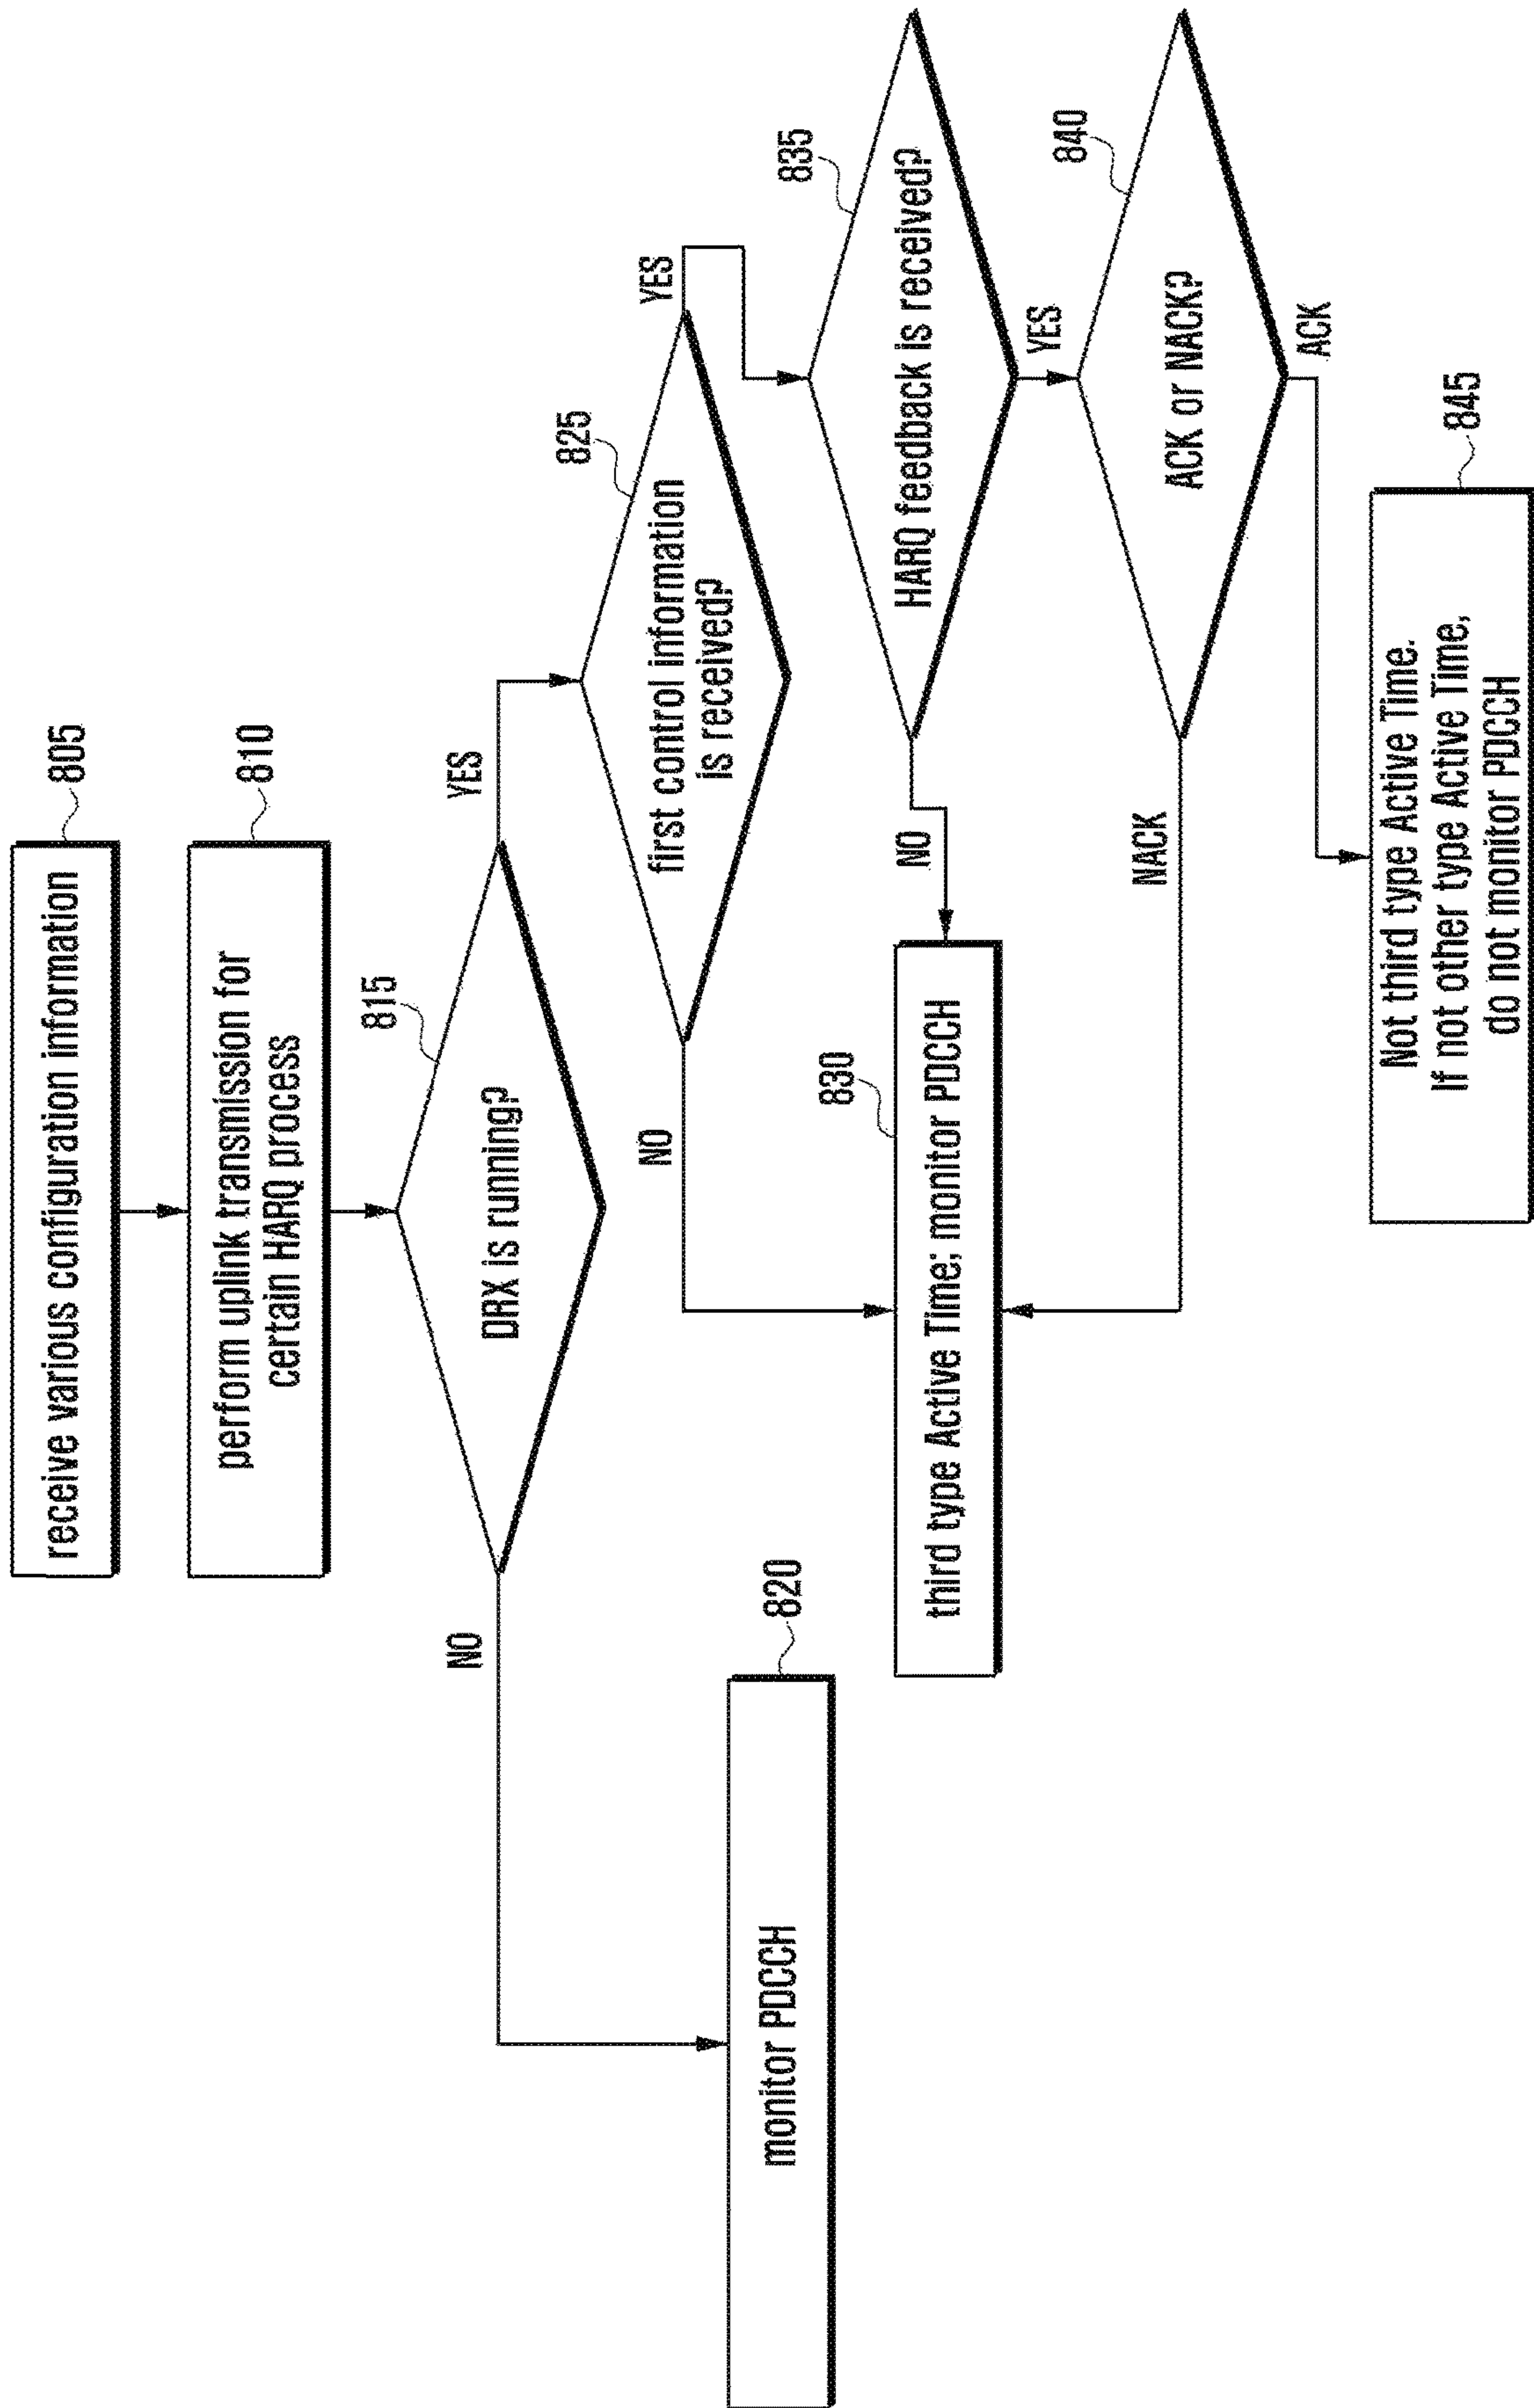 receive various configuration information
805
perform uplink transmission for
certain HARQ process
810
DRX is running?
815
NO
YES
monitor PDCCH
820
first control information
is received?
825
NO
YES
third type Active Time; monitor PDCCH
830
HARQ feedback is received?
835
NO
YES
ACK or NACK?
840
NACK
ACK
Not third type Active Time.
If not other type Active Time,
do not monitor PDCCH
845